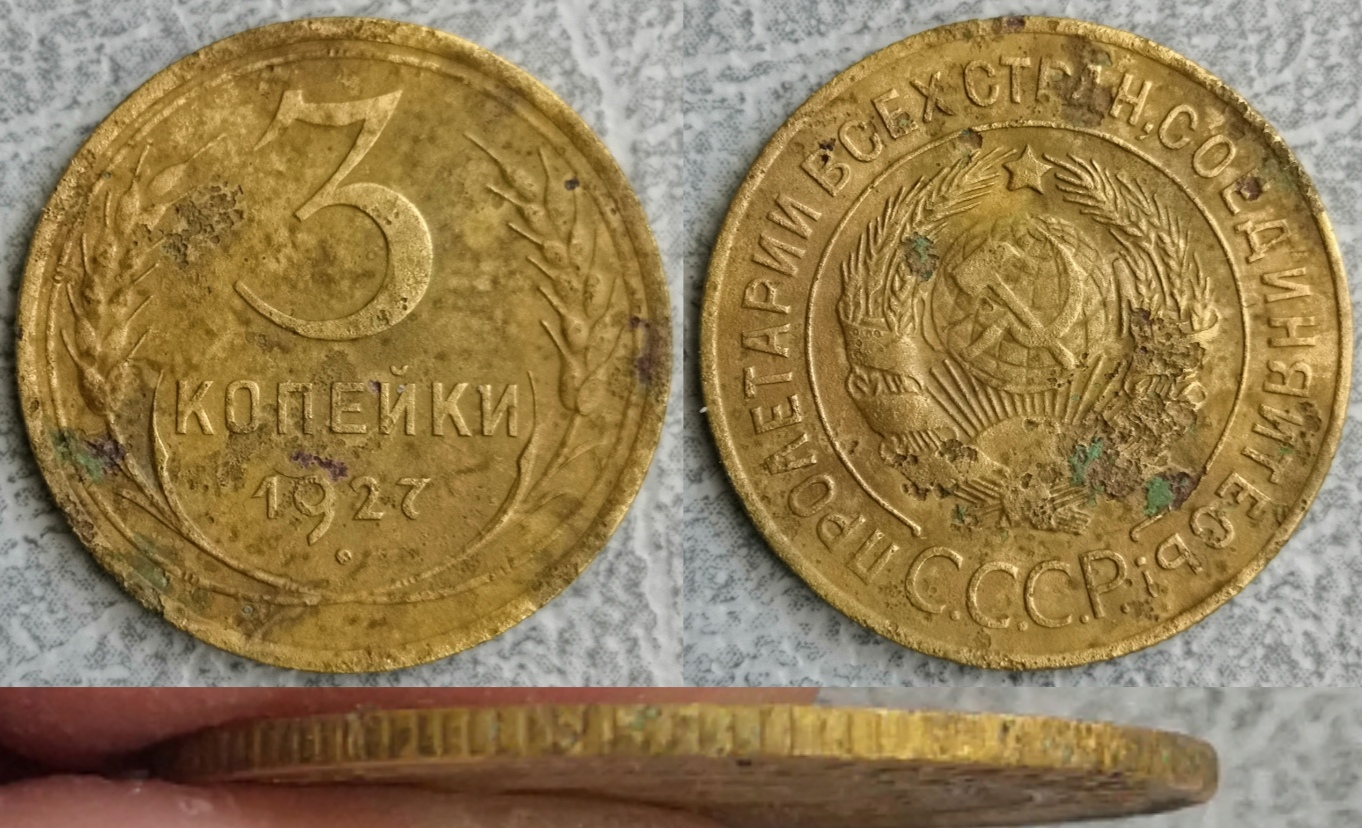 3
КОПЕЙКИ
1927
ПРОЛЕТАРИИ ВСЕХ СТРАН, СОЕДИНЯЙТЕСЬ!
С.С.С.Р.